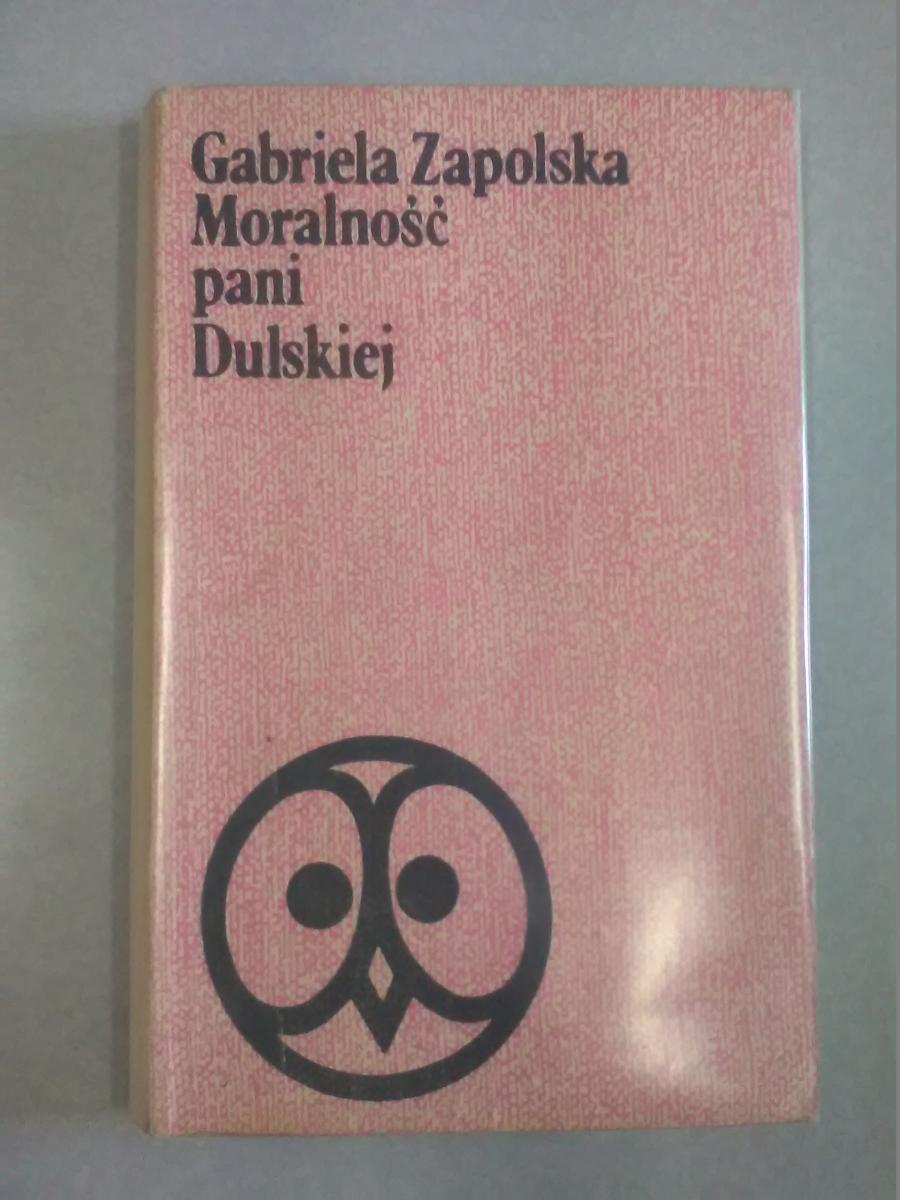 Gabriela Zapolska
Moralność
pani
Dulskiej